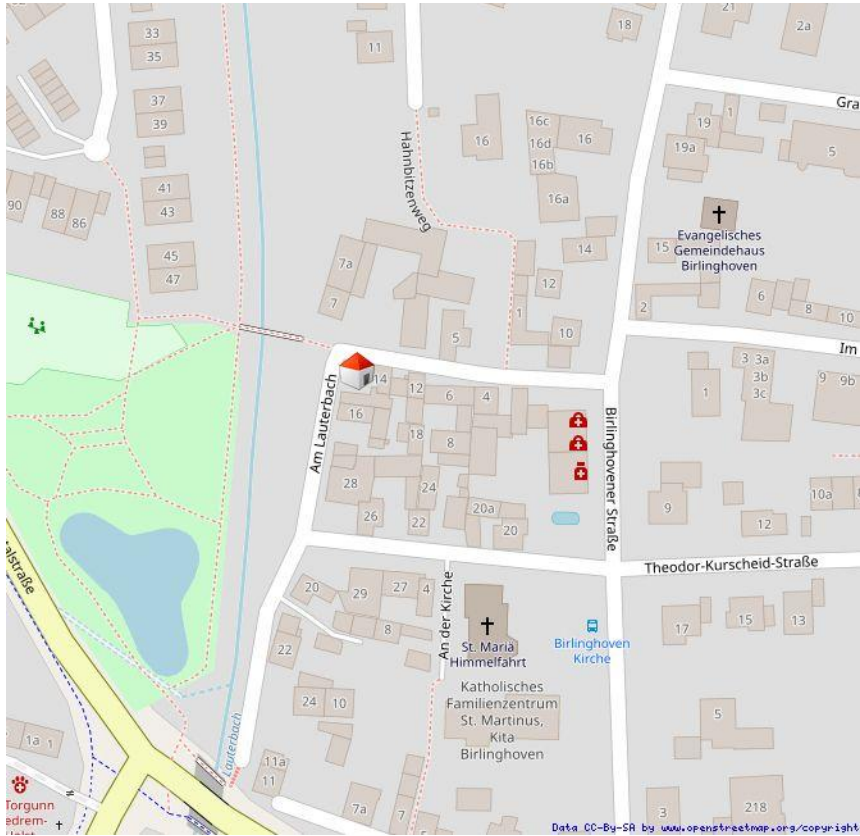 33
35
11
18
21
2a
37
39
Gra
16
16c
16
16d
16b
19
1
19a
5
90
88
86
41
43
Hahnbitzenweg
16a
45
47
7a
14
15
Evangelisches
Gemeindehaus
Birlinghoven
7
12
1
2
6
8
10
5
10
Im
14
12
6
4
1
3
3a
3b
3c
9
9b
16
18
8
Am Lauterbach
28
24
26
22
20a
20
Birlinghovener Straße
9
10a
12
alstraße
Theodor-Kurscheid-Straße
20
29
27
4
8
An der Kirche
22
St. Mariä
Himmelfahrt
Birlinghoven
Kirche
17
15
13
24
10
Katholisches
Familienzentrum
St. Martinus,
Kita
Birlinghoven
5
1a
1
Lauterbach
11a
11
7a
7
3
218
Torgunn
edrem-
Data CC-By-SA by www.openstreetmap.org/copyright